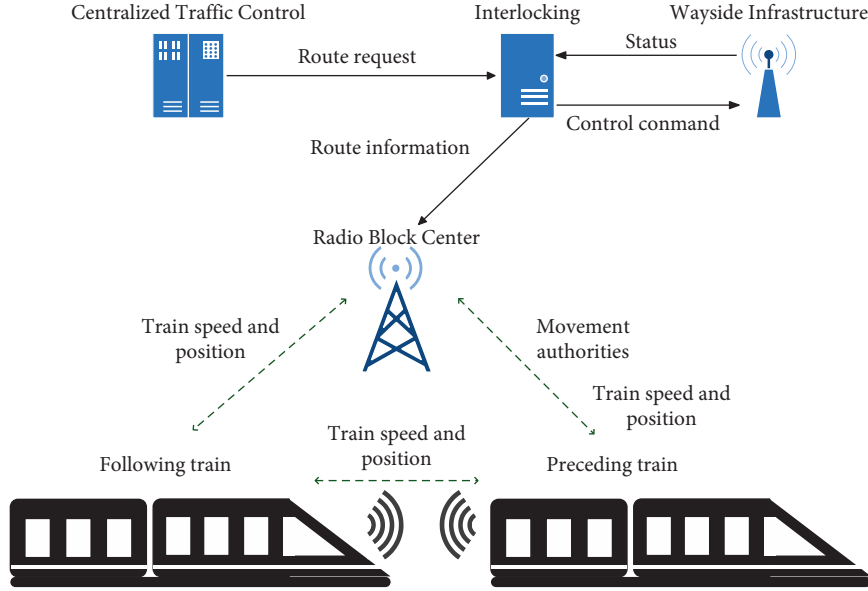 Centralized Traffic Control
Interlocking
Wayside Infrastructure
Route request
Status
Control conmand
Route information
Radio Block Center
Train speed and
position
Movement
authorities
Train speed and
position
Train speed and
position
Following train
Preceding train